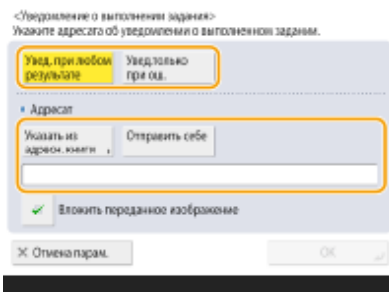 <Уведомление о выполнении задания>
Укажите адресата об уведомлении о выполненном задании.
Увед. при любом
результате
Увед.только
при ош.
Адресат
Указать из
адресн. книги
Отправить себе
Вложить переданное изображение
× Отмена парам.
OK